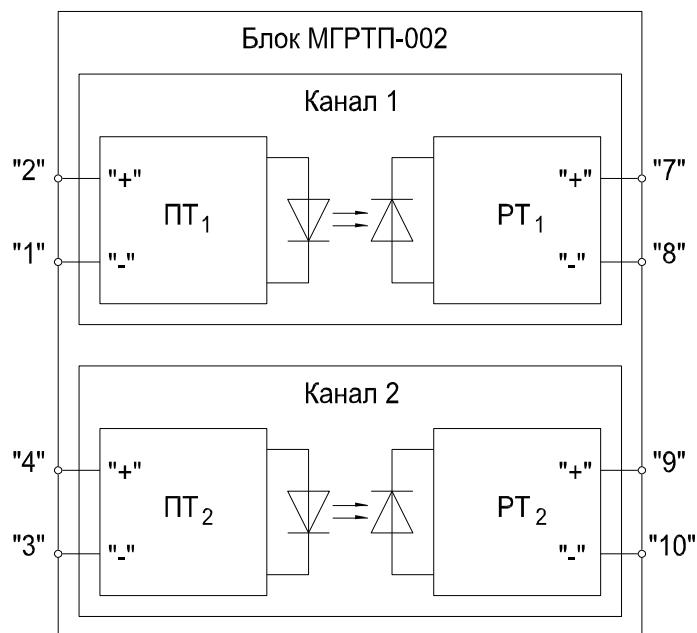 Блок МГРТП-002
Канал 1
"2" "+" "+" "7"
ПТ1 РТ1
"1" "-" "-" "8"
Канал 2
"4" "+" "+" "9"
ПТ2 РТ2
"3" "-" "-" "10"